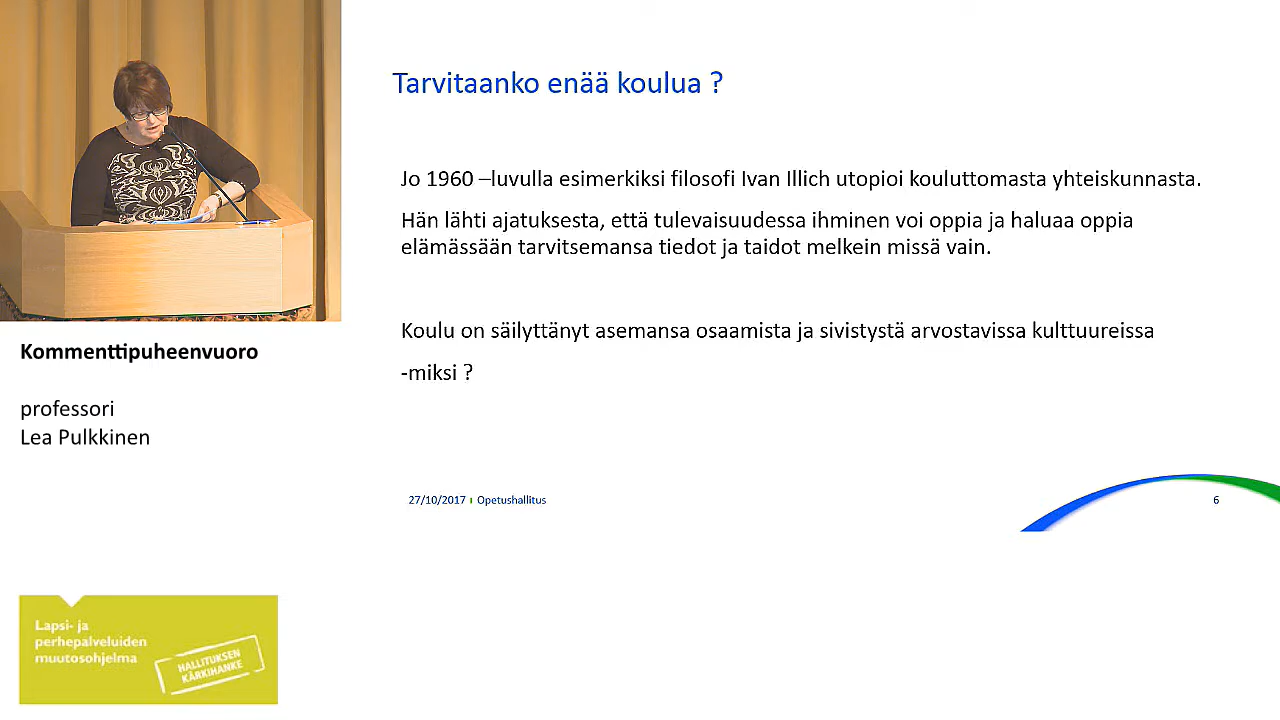 Tarvitaanko enää koulua ?
Jo 1960 –luvulla esimerkiksi filosofi Ivan Illich utopioi kouluttomasta yhteiskunnasta.
Hän lähti ajatuksesta, että tulevaisuudessa ihminen voi oppia ja haluaa oppia
elämässään tarvitsemansa tiedot ja taidot melkein missä vain.
Koulu on säilyttänyt asemansa osaamista ja sivistystä arvostavissa kulttuureissa
-miksi ?
27/10/2017 Opetushallitus
6
Kommenttipuheenvuoro
professori
Lea Pulkkinen
Lapsi- ja
perhepalveluiden
muutosohjelma
HALLITUKSEN
KÄRKIHANKE